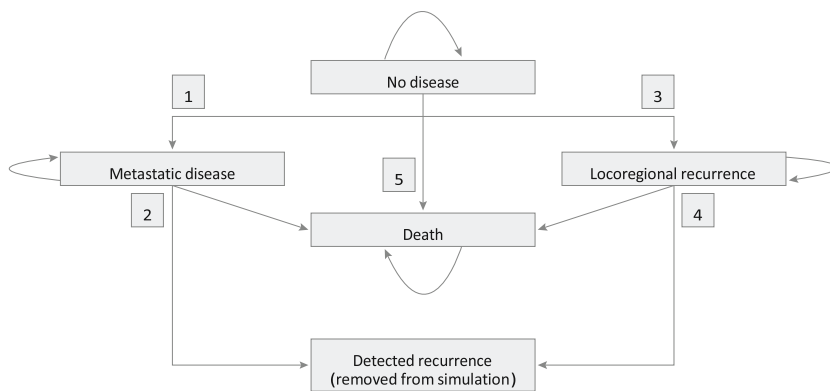 No disease
1
3
Metastatic disease
Locoregional recurrence
5
2
4
Death
Detected recurrence
(removed from simulation)